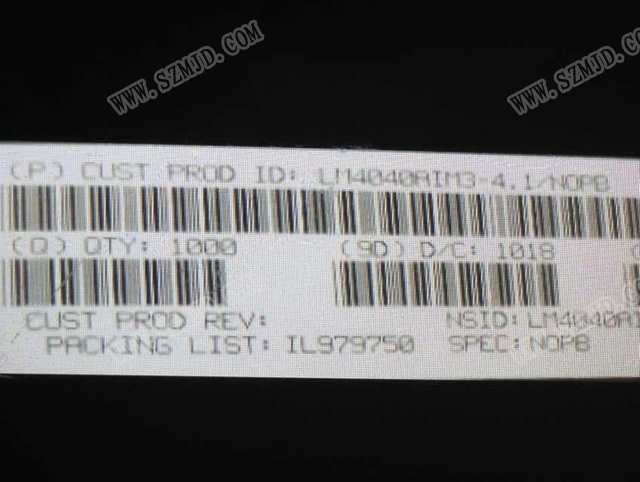 WWW.SZMJD.COM
WWW.SZMJD.COM
(P) CUST PROD ID: LM4040AIM3-4.1/NOPB
(Q) QTY: 1000 (9D) D/C: 1018
CUST PROD REV: NSID: LM4040AI
PACKING LIST: IL979750 SPEC: NOPB